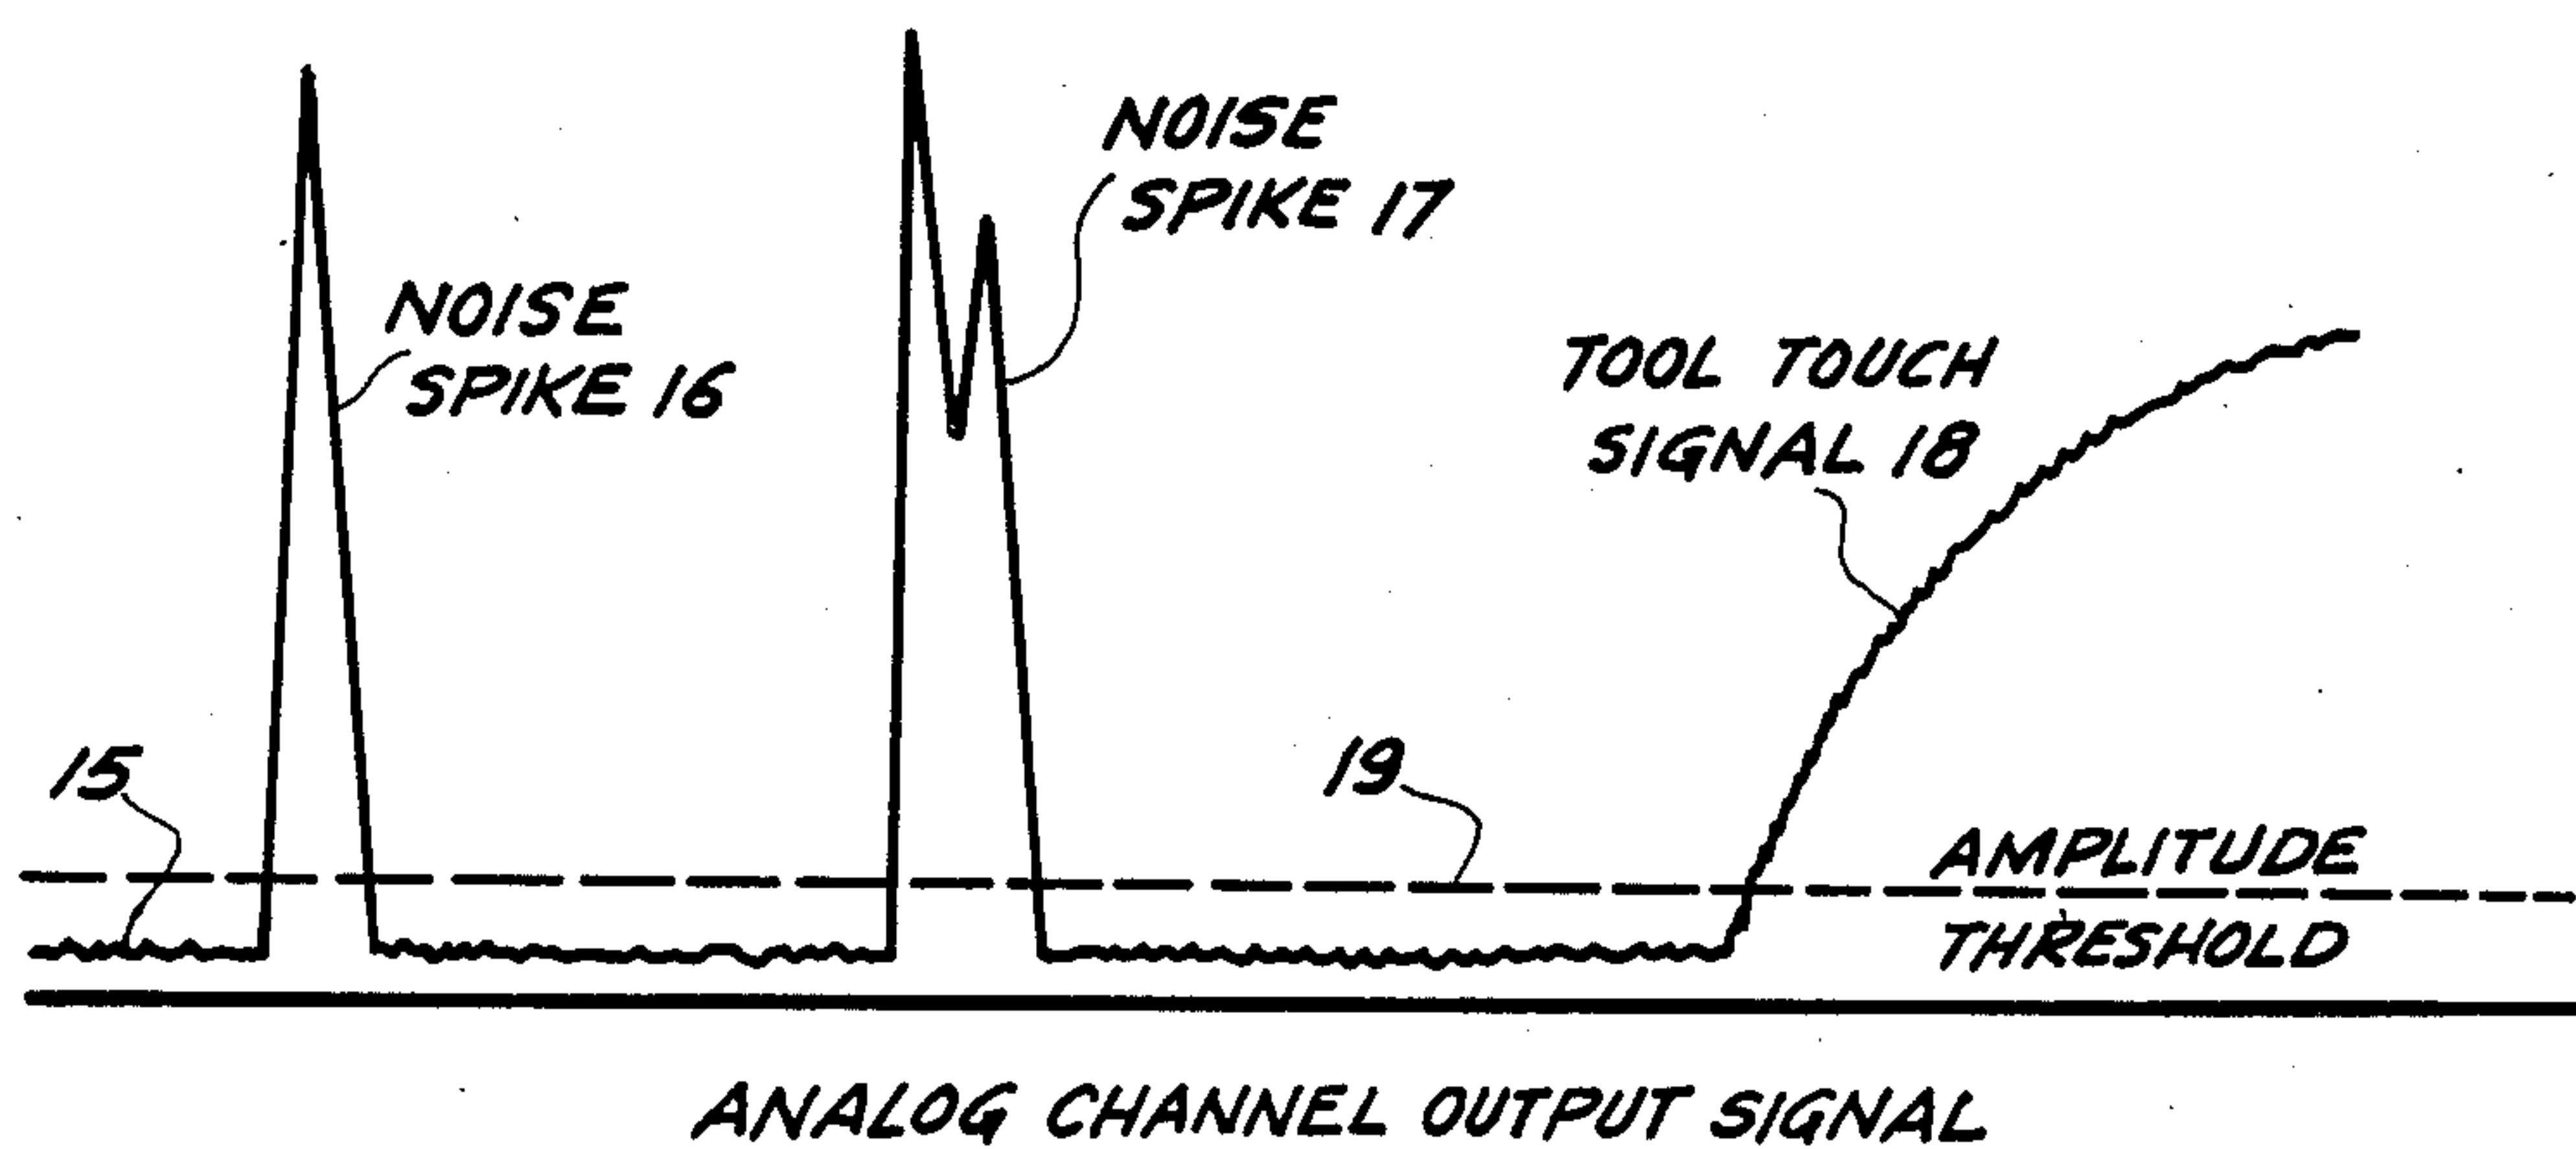 NOISE
SPIKE 16
NOISE
SPIKE 17
TOOL TOUCH
SIGNAL 18
15
19
AMPLITUDE
THRESHOLD
ANALOG CHANNEL OUTPUT SIGNAL